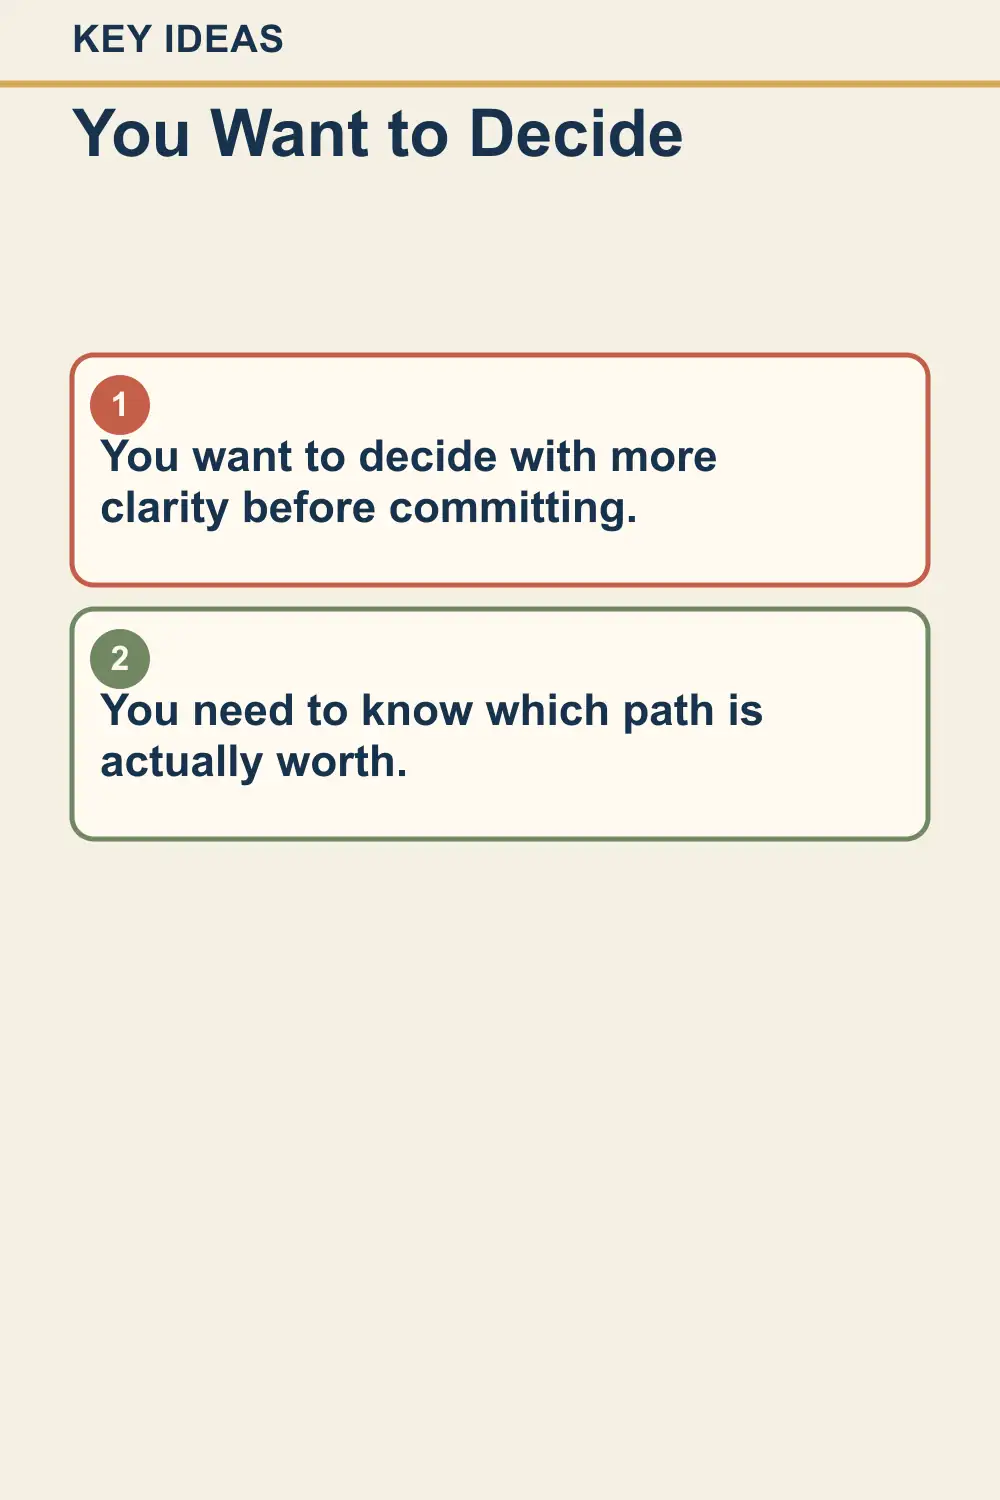 KEY IDEAS
You Want to Decide
1
You want to decide with more
clarity before committing.
2
You need to know which path is
actually worth.